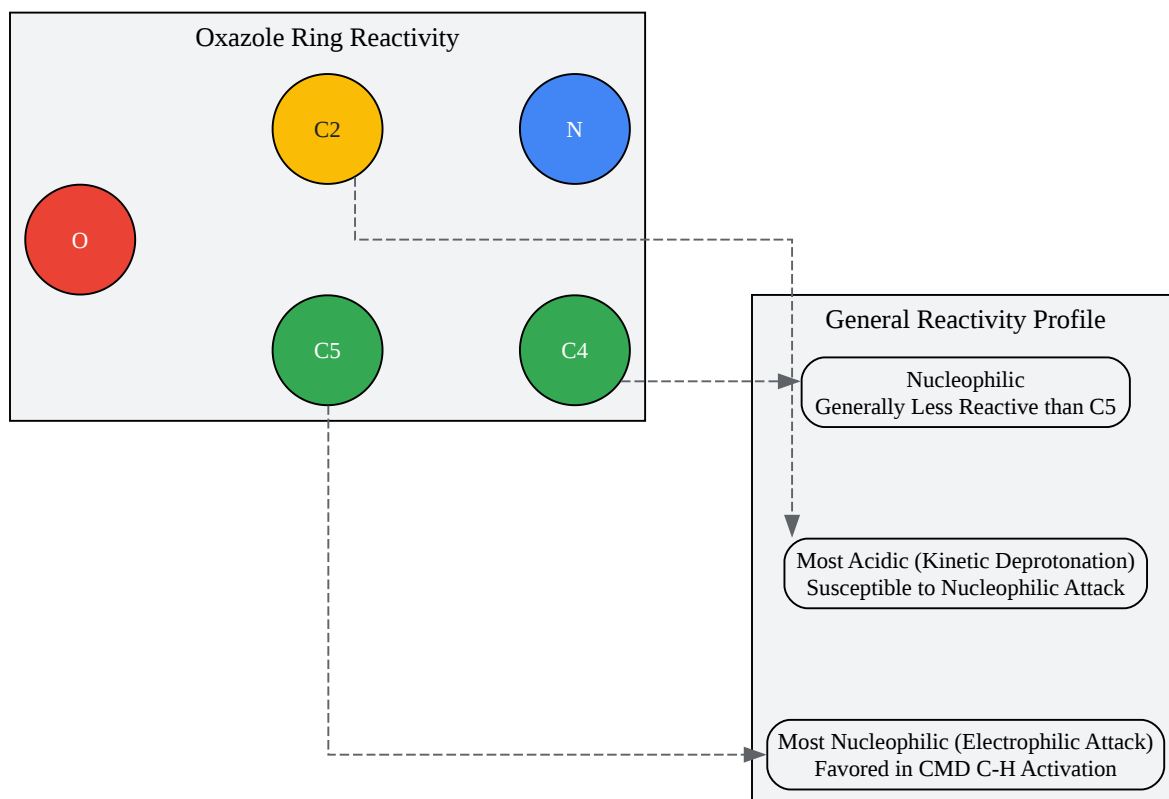 Oxazole Ring Reactivity
C2
N
O
C5
C4
General Reactivity Profile
Nucleophilic
Generally Less Reactive than C5
Most Acidic (Kinetic Deprotonation)
Susceptible to Nucleophilic Attack
Most Nucleophilic (Electrophilic Attack)
Favored in CMD C-H Activation